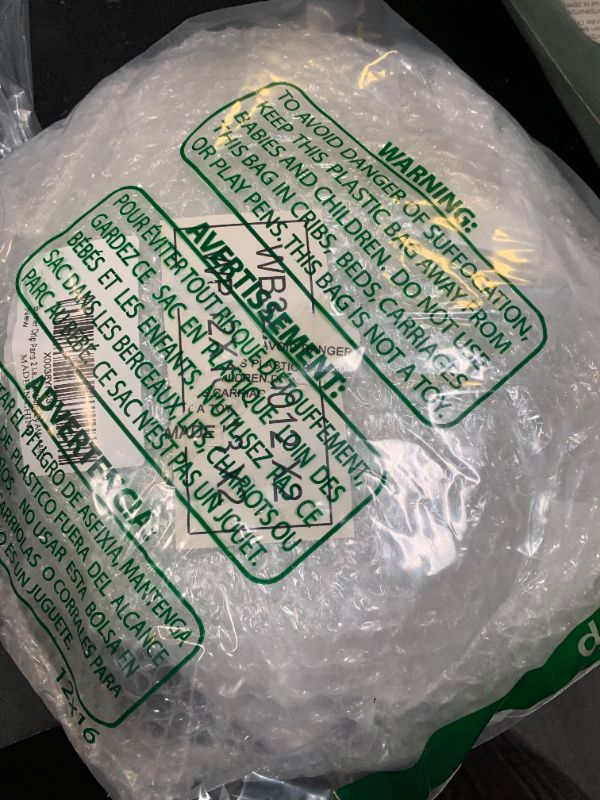 WARNING:
TO AVOID DANGER OF SUFFOCATION,
KEEP THIS PLASTIC BAG AWAY FROM
BABIES AND CHILDREN. DO NOT USE
THIS BAG IN CRIBS, BEDS, CARRIAGES
OR PLAY PENS. THIS BAG IS NOT A TOY.
AVERTISSEMENT:
POUR ÉVITER TOUT RISQUE D'ÉTOUFFEMENT,
GARDEZ CE SAC EN PLASTIQUE LOIN DES
BÉBÉS ET LES ENFANTS. N'UTILISEZ PAS CE
SAC DANS LES BERCEAUX, LITS, CHARIOTS OU
PARC AU BÉBÉ. CE SAC N'EST PAS UN JOUET.
ADVERTENCIA:
PELIGRO DE ASFIXIA, MANTENGA
DE PLASTICO FUERA DEL ALCANCE
NO USAR ESTA BOLSA EN
O CORRALES PARA
NO ES UN JUGUETE.
12x16
MADE
New